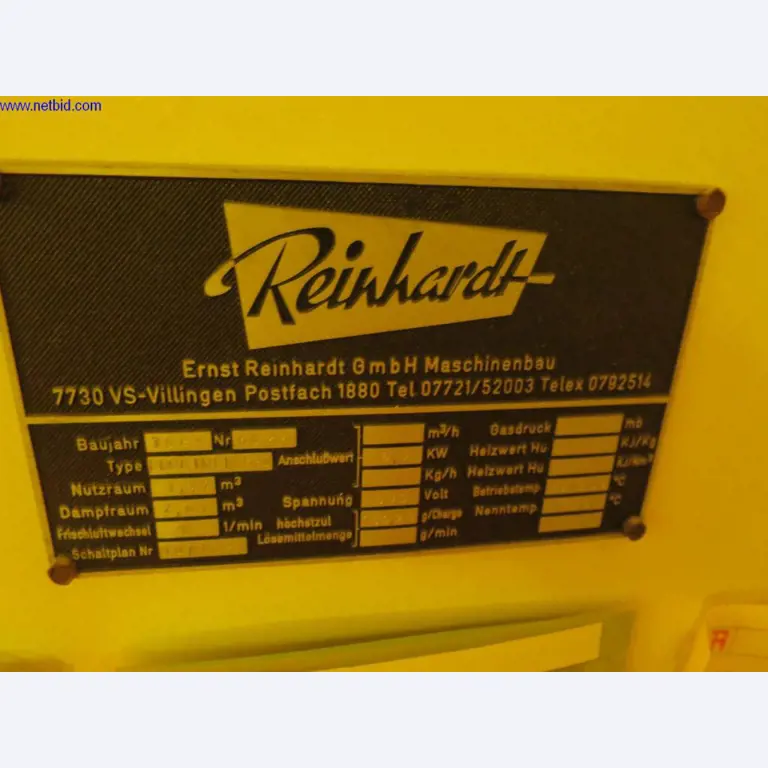 www.netbid.com
Reinhardt
Ernst Reinhardt GmbH Maschinenbau
7730 VS-Villingen Postfach 1880 Tel 07721/52003 Telex 0792514
Baujahr Nr
Type
Nutzraum m³
Dampfraum m³
Frischluftwechsel 1/min
Schaltplan Nr
Anschlußwert m³/h
KW
Kg/h
Spannung Volt
höchstzul g/Charge
Lösemittelmenge g/min
Gasdruck mb
Heizwert Hu KJ/Kg
Heizwert Hu KJ/Nm³
Betriebstemp °C
Nenntemp °C